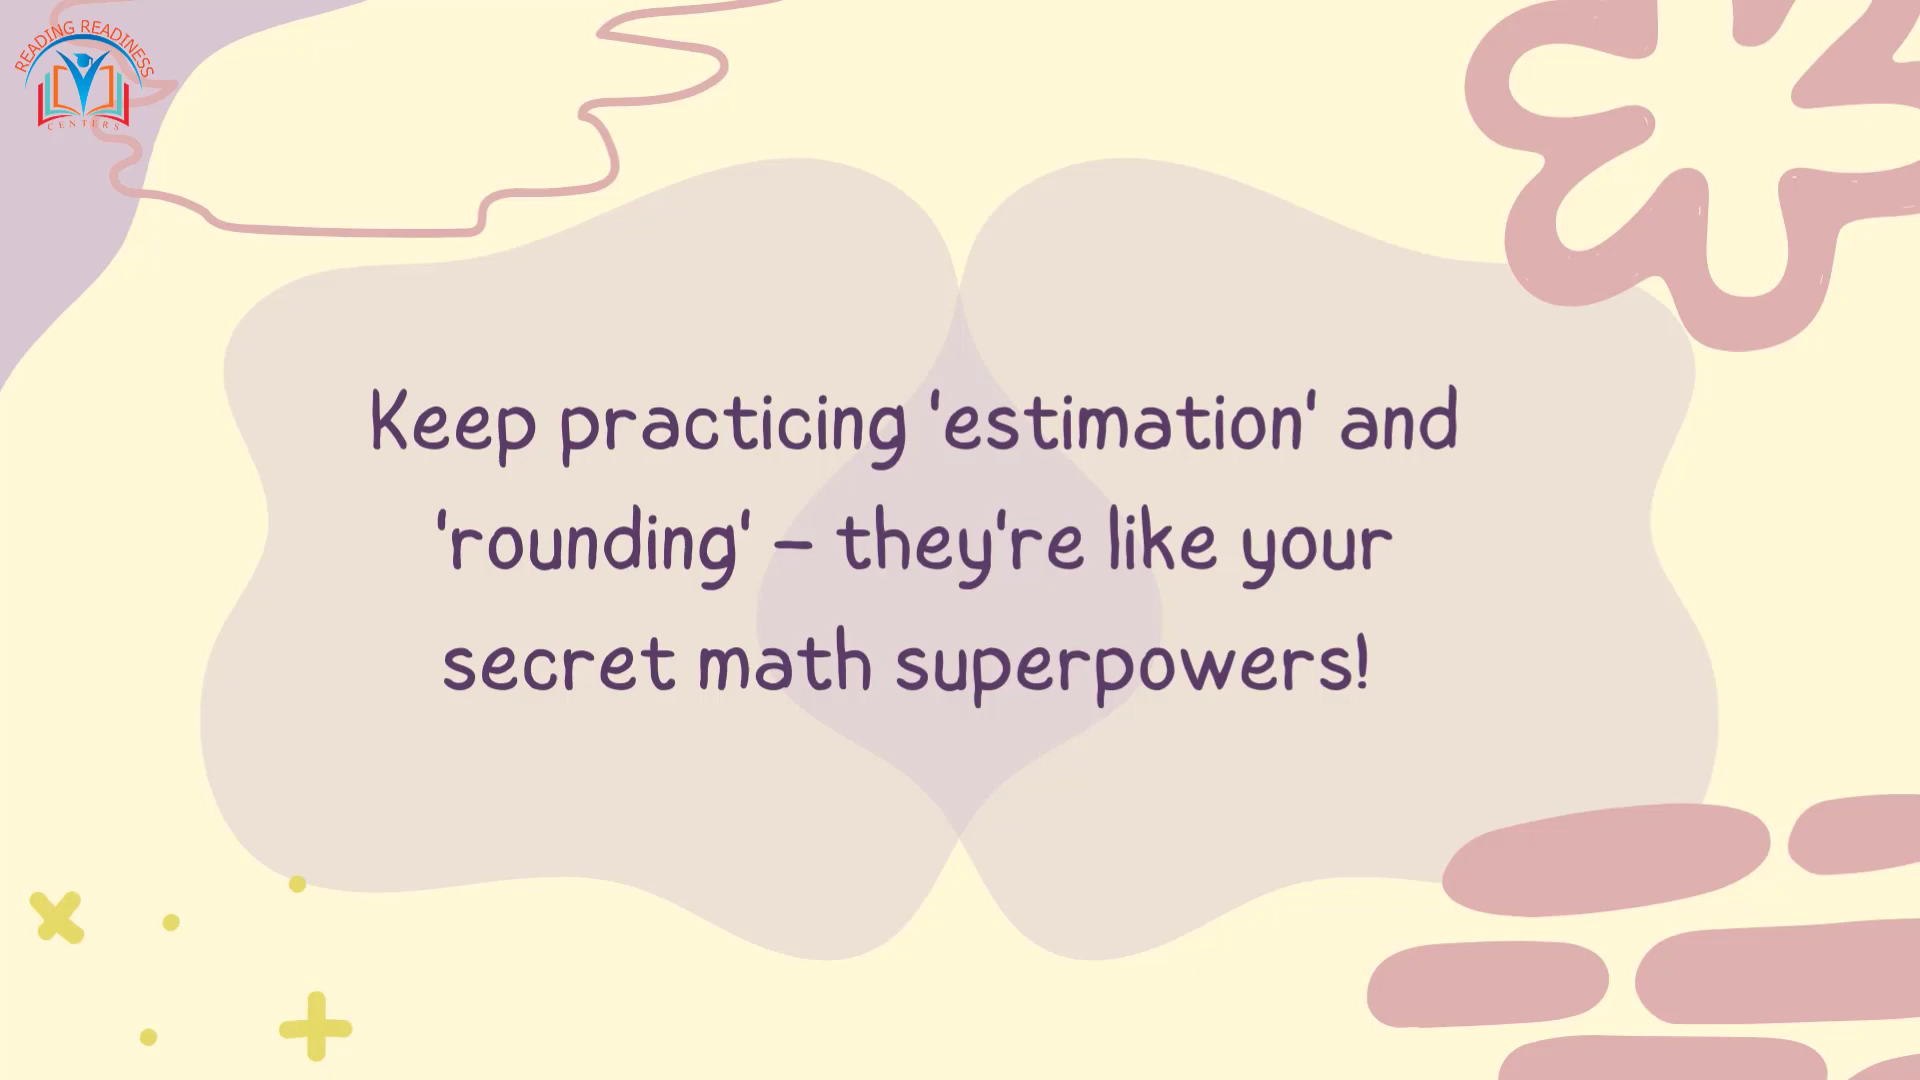 READING READINESS
CENTERS
Keep practicing 'estimation' and
'rounding' – they're like your
secret math superpowers!